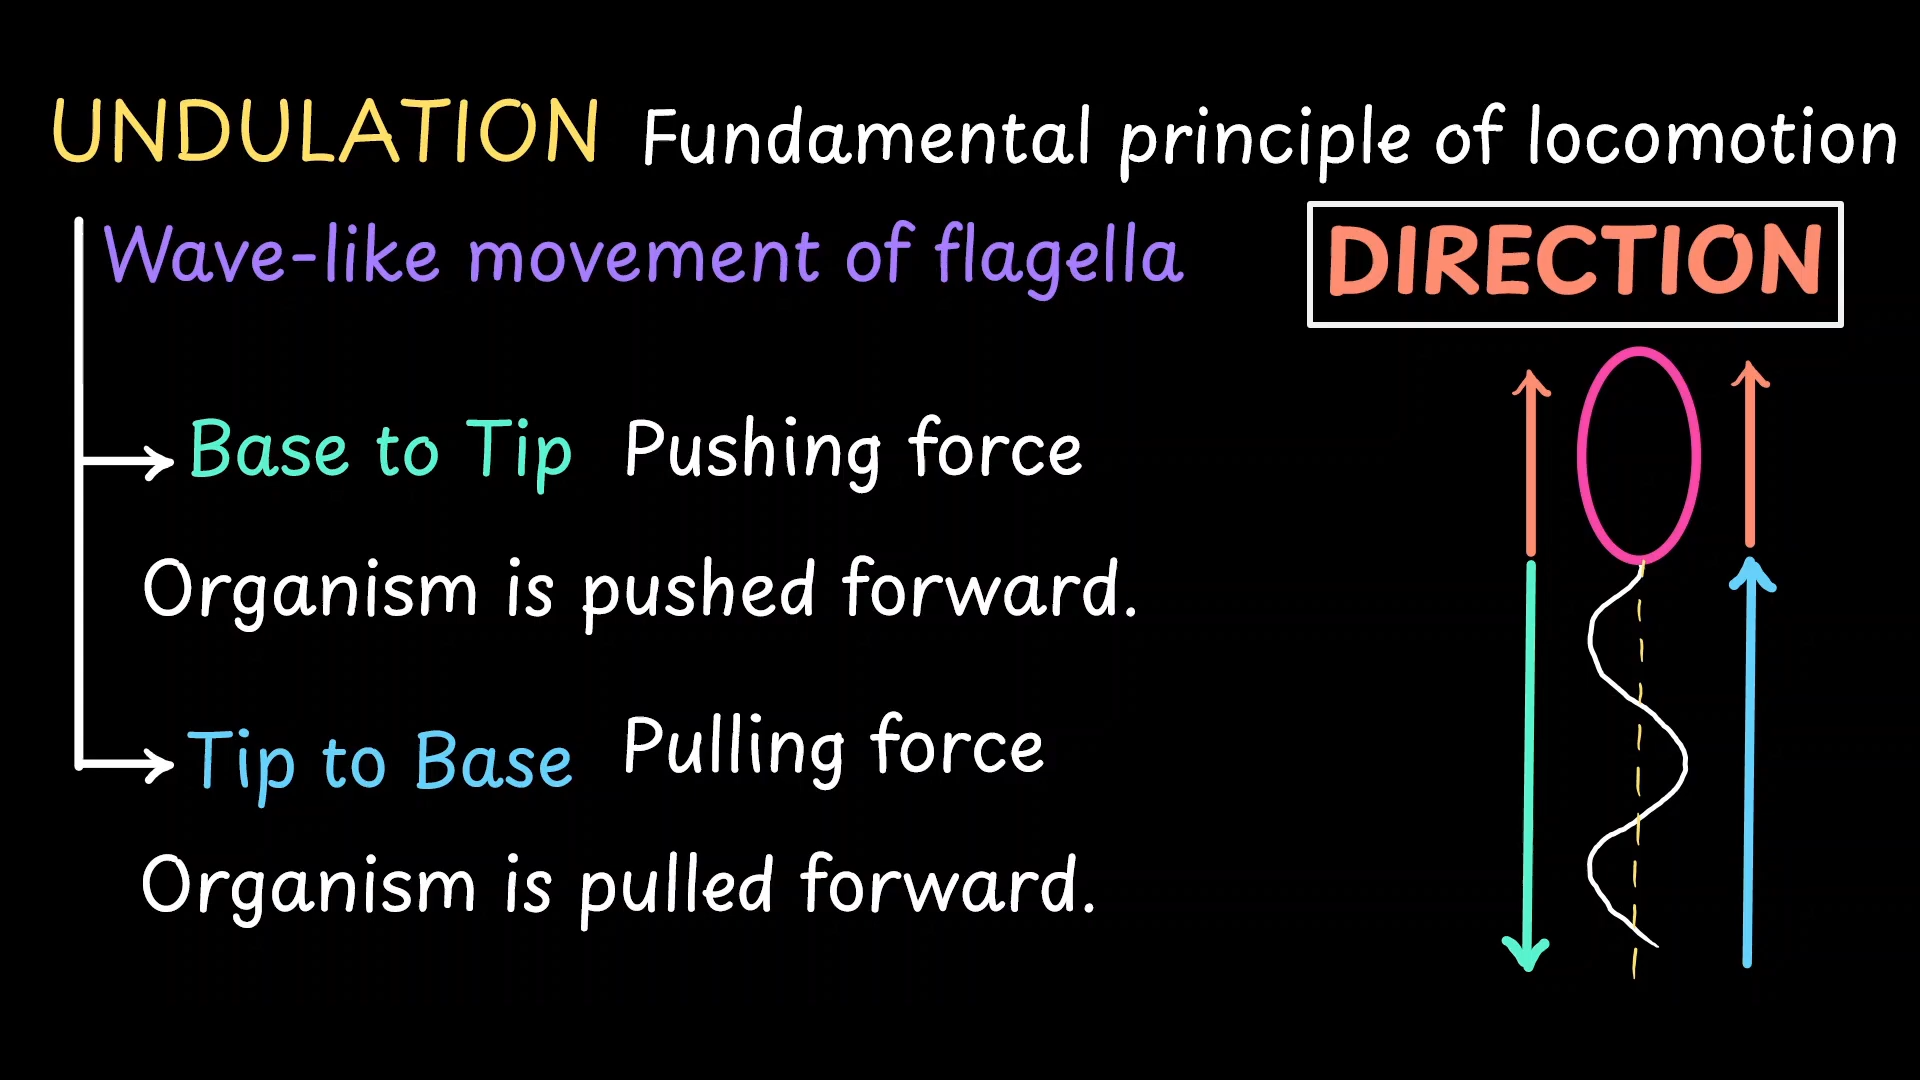 UNDULATION Fundamental principle of locomotion
Wave-like movement of flagella
DIRECTION
Base to Tip Pushing force
Organism is pushed forward.
Tip to Base Pulling force
Organism is pulled forward.